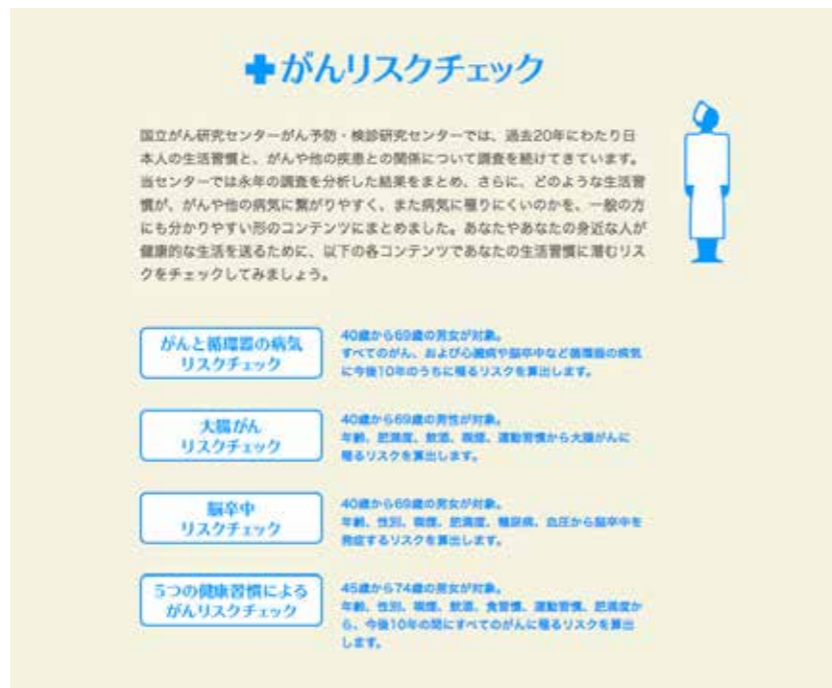 がんリスクチェック
国立がん研究センターがん予防・検診研究センターでは、過去20年にわたり日
本人の生活習慣と、がんや他の疾患との関係について調査を続けてきています。
当センターでは永年の調査を分析した結果をまとめ、さらに、どのような生活習
慣が、がんや他の病気に繋がりやすく、また病気に罹りにくいのかを、一般の方
にも分かりやすい形のコンテンツにまとめました。あなたやあなたの身近な人が
健康的な生活を送るために、以下の各コンテンツであなたの生活習慣に潜むリス
クをチェックしてみましょう。
がんと循環器の病気
リスクチェック
40歳から69歳の男女が対象。
すべてのがん、および心臓病や脳卒中など循環器の病気
に今後10年のうちに罹るリスクを算出します。
大腸がん
リスクチェック
40歳から69歳の男性が対象。
年齢、肥満度、飲酒、喫煙、運動習慣から大腸がんに
罹るリスクを算出します。
脳卒中
リスクチェック
40歳から69歳の男女が対象。
年齢、性別、喫煙、肥満度、糖尿病、血圧から脳卒中を
発症するリスクを算出します。
5つの健康習慣による
がんリスクチェック
45歳から74歳の男女が対象。
年齢、性別、喫煙、飲酒、食習慣、運動習慣、肥満度か
ら、今後10年の間にすべてのがんに罹るリスクを算出
します。